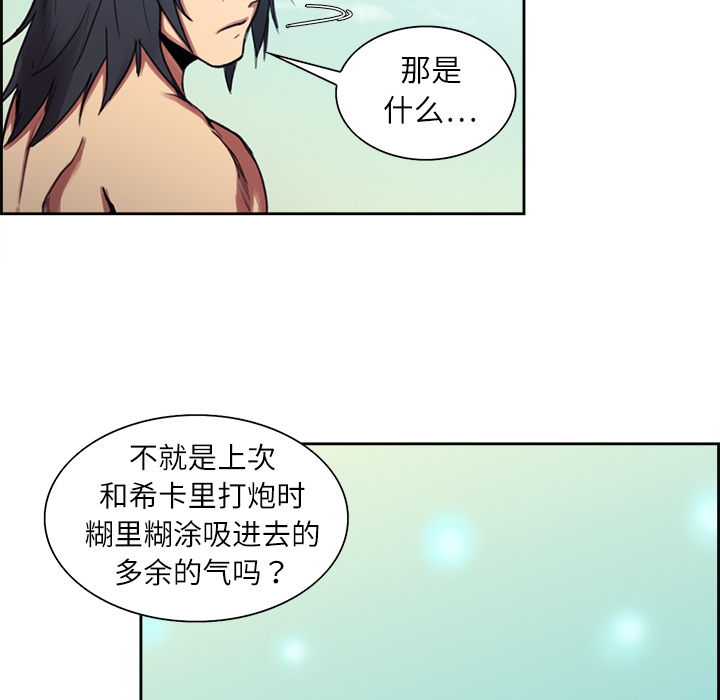 那是
什么...
不就是上次
和希卡里打炮时
糊里糊涂吸进去的
多余的气吗？